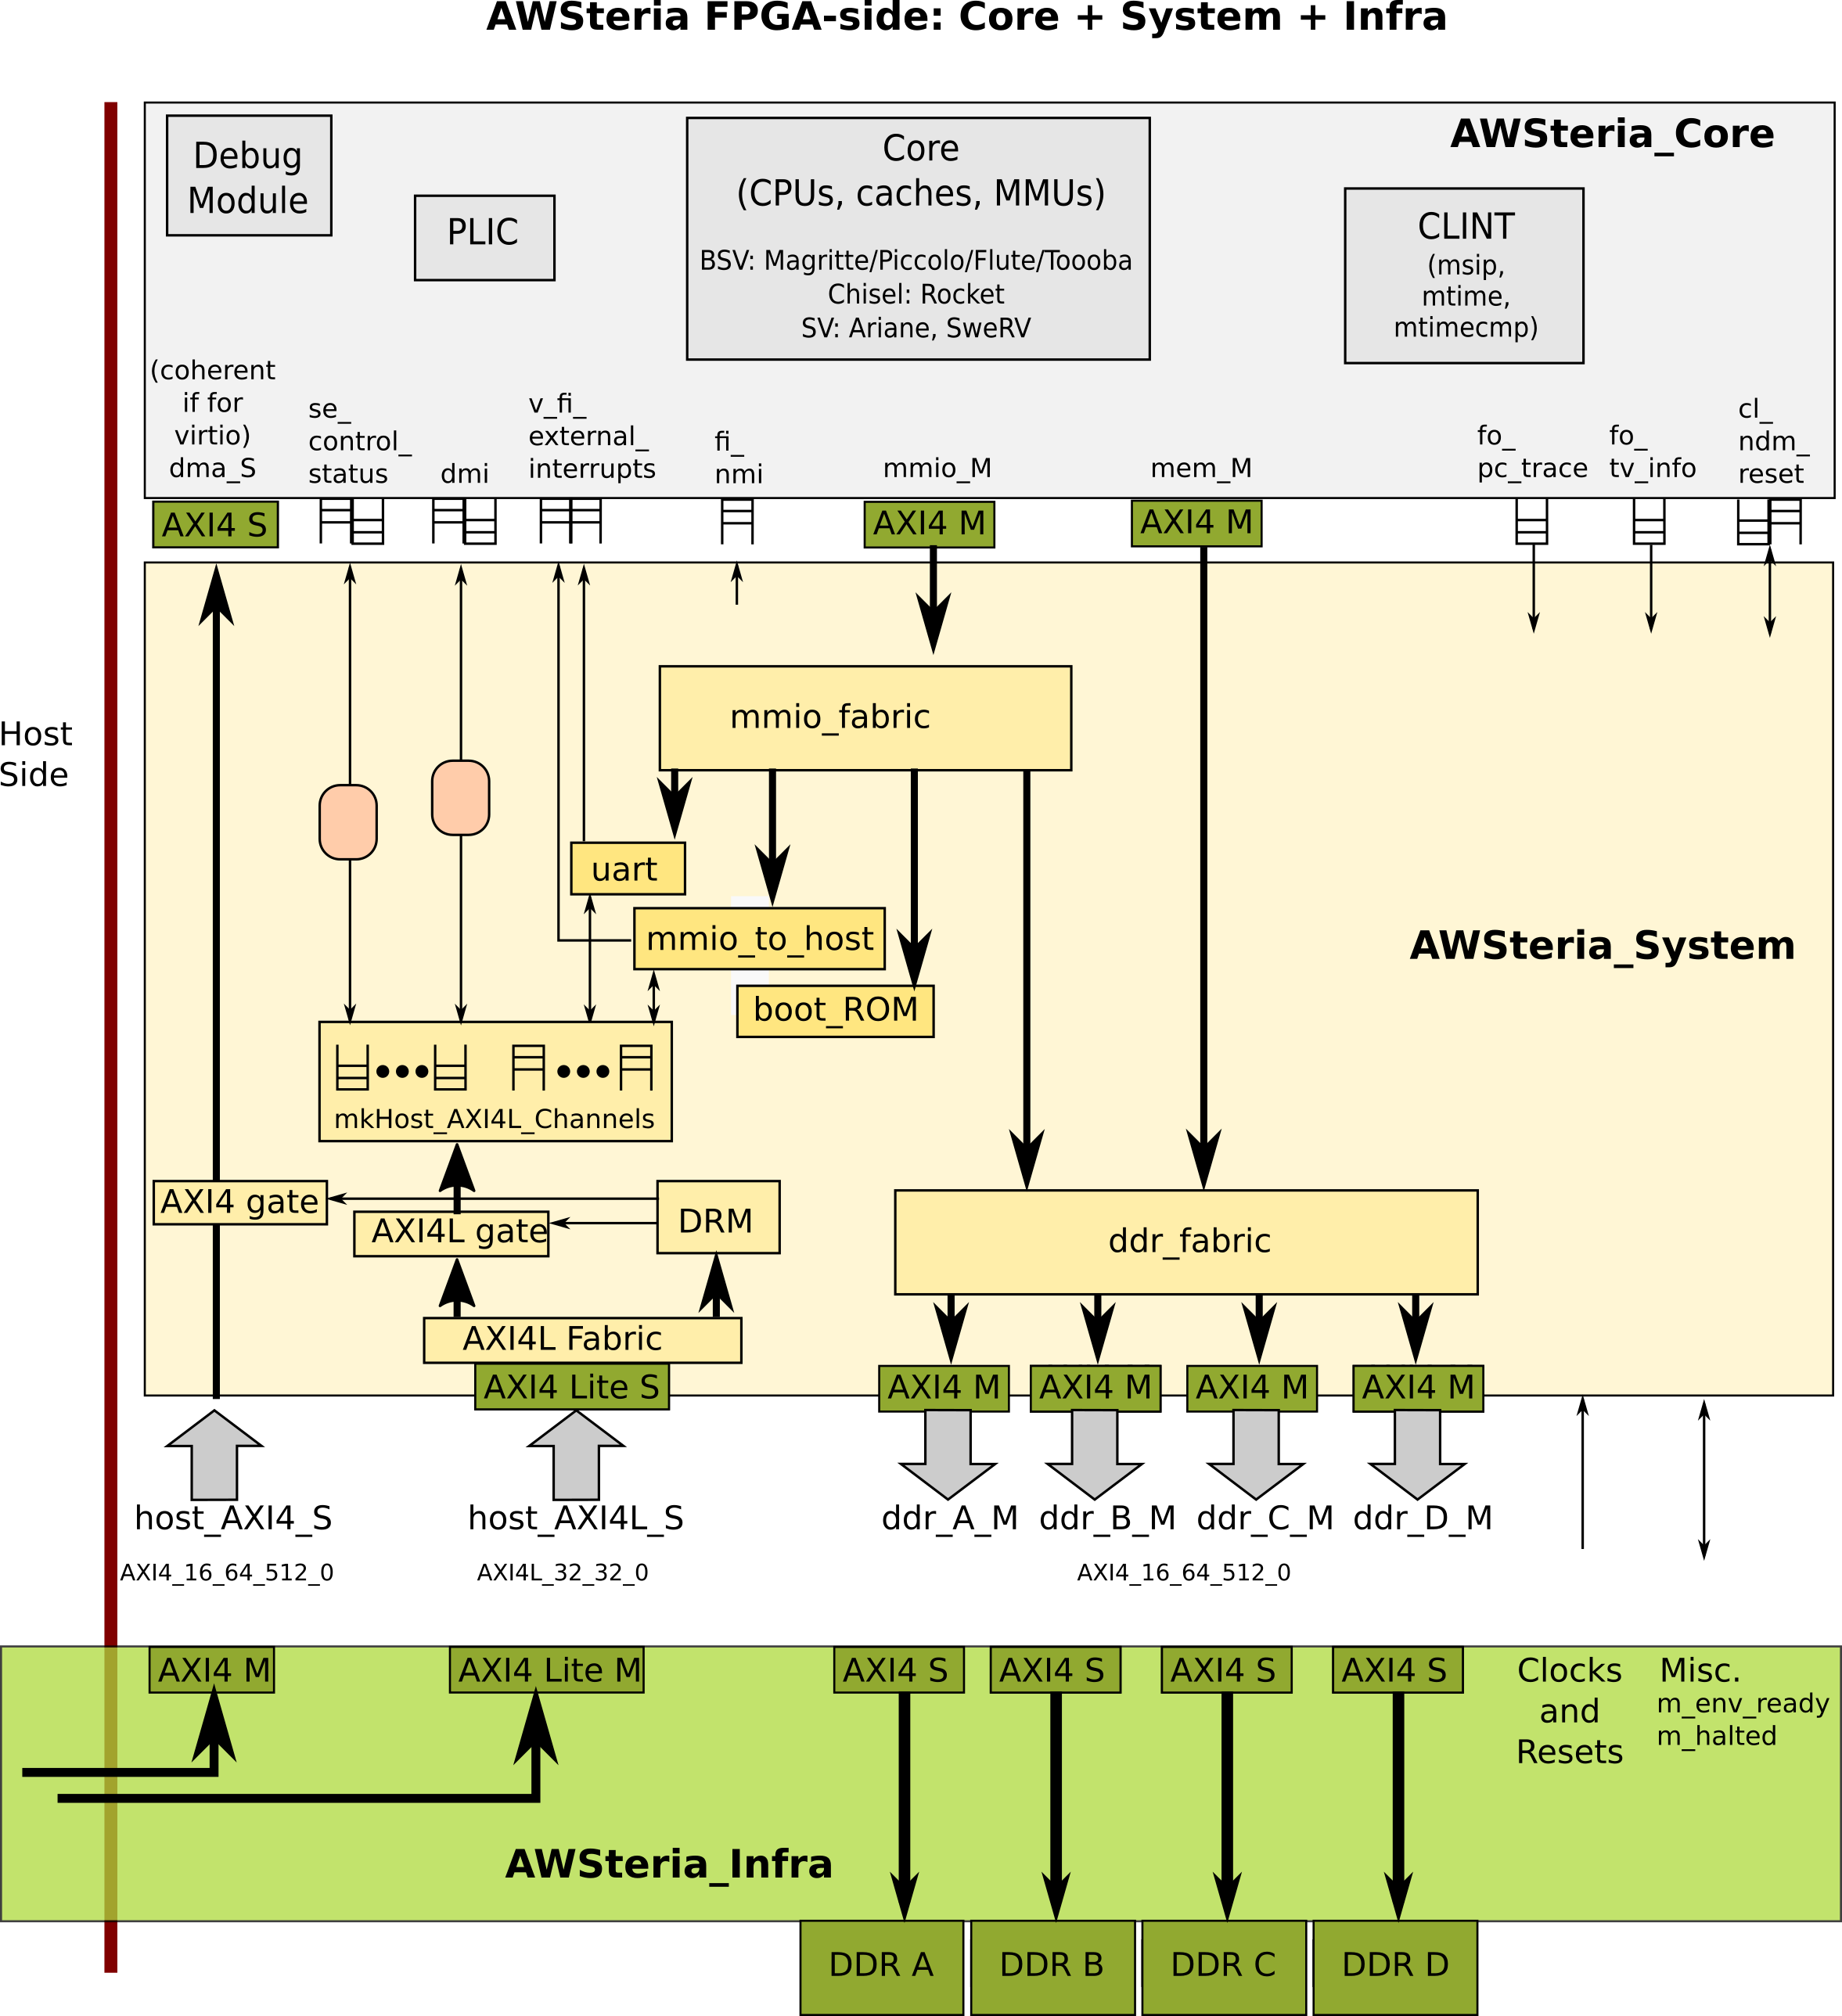 AWSteria FPGA-side: Core + System + Infra
AWSteria_Core
Debug
Module
PLIC
Core
(CPUs, caches, MMUs)
BSV: Magritte/Piccolo/Flute/Toooba
Chisel: Rocket
SV: Ariane, SweRV
CLINT
(msip,
mtime,
mtimecmp)
(coherent
if for
virtio)
dma_S
se_
control_
status
dmi
v_fi_
external_
interrupts
fi_
nmi
mmio_M
mem_M
fo_
pc_trace
fo_
tv_info
cl_
ndm_
reset
AXI4 S
AXI4 M
AXI4 M
Host
Side
mmio_fabric
uart
mmio_to_host
boot_ROM
AWSteria_System
mkHost_AXI4L_Channels
AXI4 gate
AXI4L gate
DRM
ddr_fabric
AXI4L Fabric
AXI4 Lite S
AXI4 M
AXI4 M
AXI4 M
AXI4 M
host_AXI4_S
host_AXI4L_S
ddr_A_M
ddr_B_M
ddr_C_M
ddr_D_M
AXI4_16_64_512_0
AXI4L_32_32_0
AXI4_16_64_512_0
AXI4 M
AXI4 Lite M
AXI4 S
AXI4 S
AXI4 S
AXI4 S
Clocks
and
Resets
Misc.
m_env_ready
m_halted
AWSteria_Infra
DDR A
DDR B
DDR C
DDR D